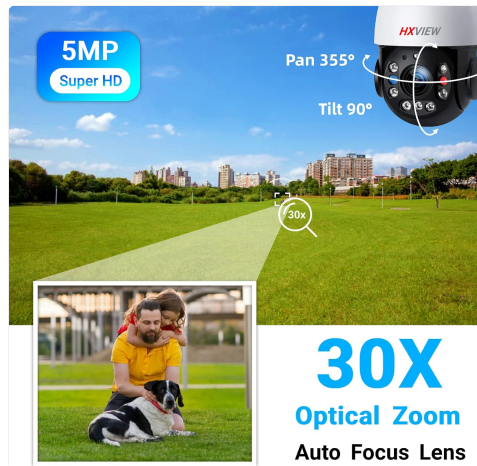 HXVIEW
5MP
Super HD
Pan 355°
Tilt 90°
30x
30X
Optical Zoom
Auto Focus Lens